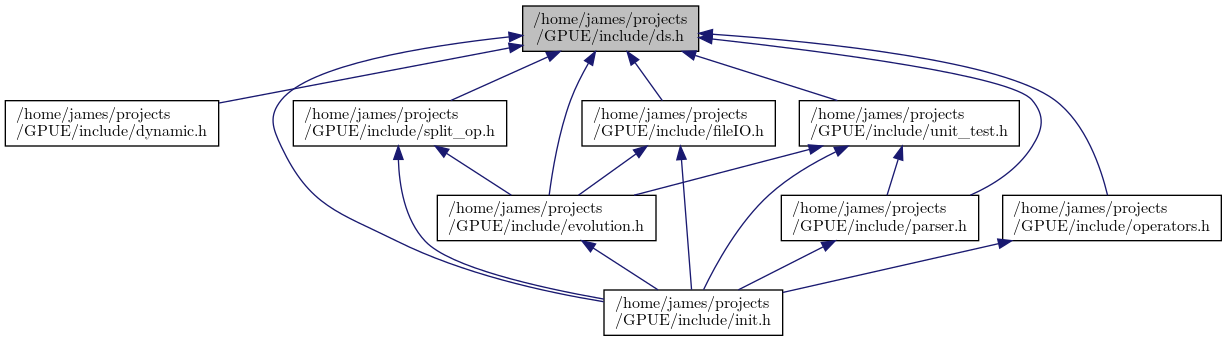 /home/james/projects
/GPUE/include/ds.h
/home/james/projects
/GPUE/include/dynamic.h
/home/james/projects
/GPUE/include/split_op.h
/home/james/projects
/GPUE/include/fileIO.h
/home/james/projects
/GPUE/include/unit_test.h
/home/james/projects
/GPUE/include/evolution.h
/home/james/projects
/GPUE/include/parser.h
/home/james/projects
/GPUE/include/operators.h
/home/james/projects
/GPUE/include/init.h